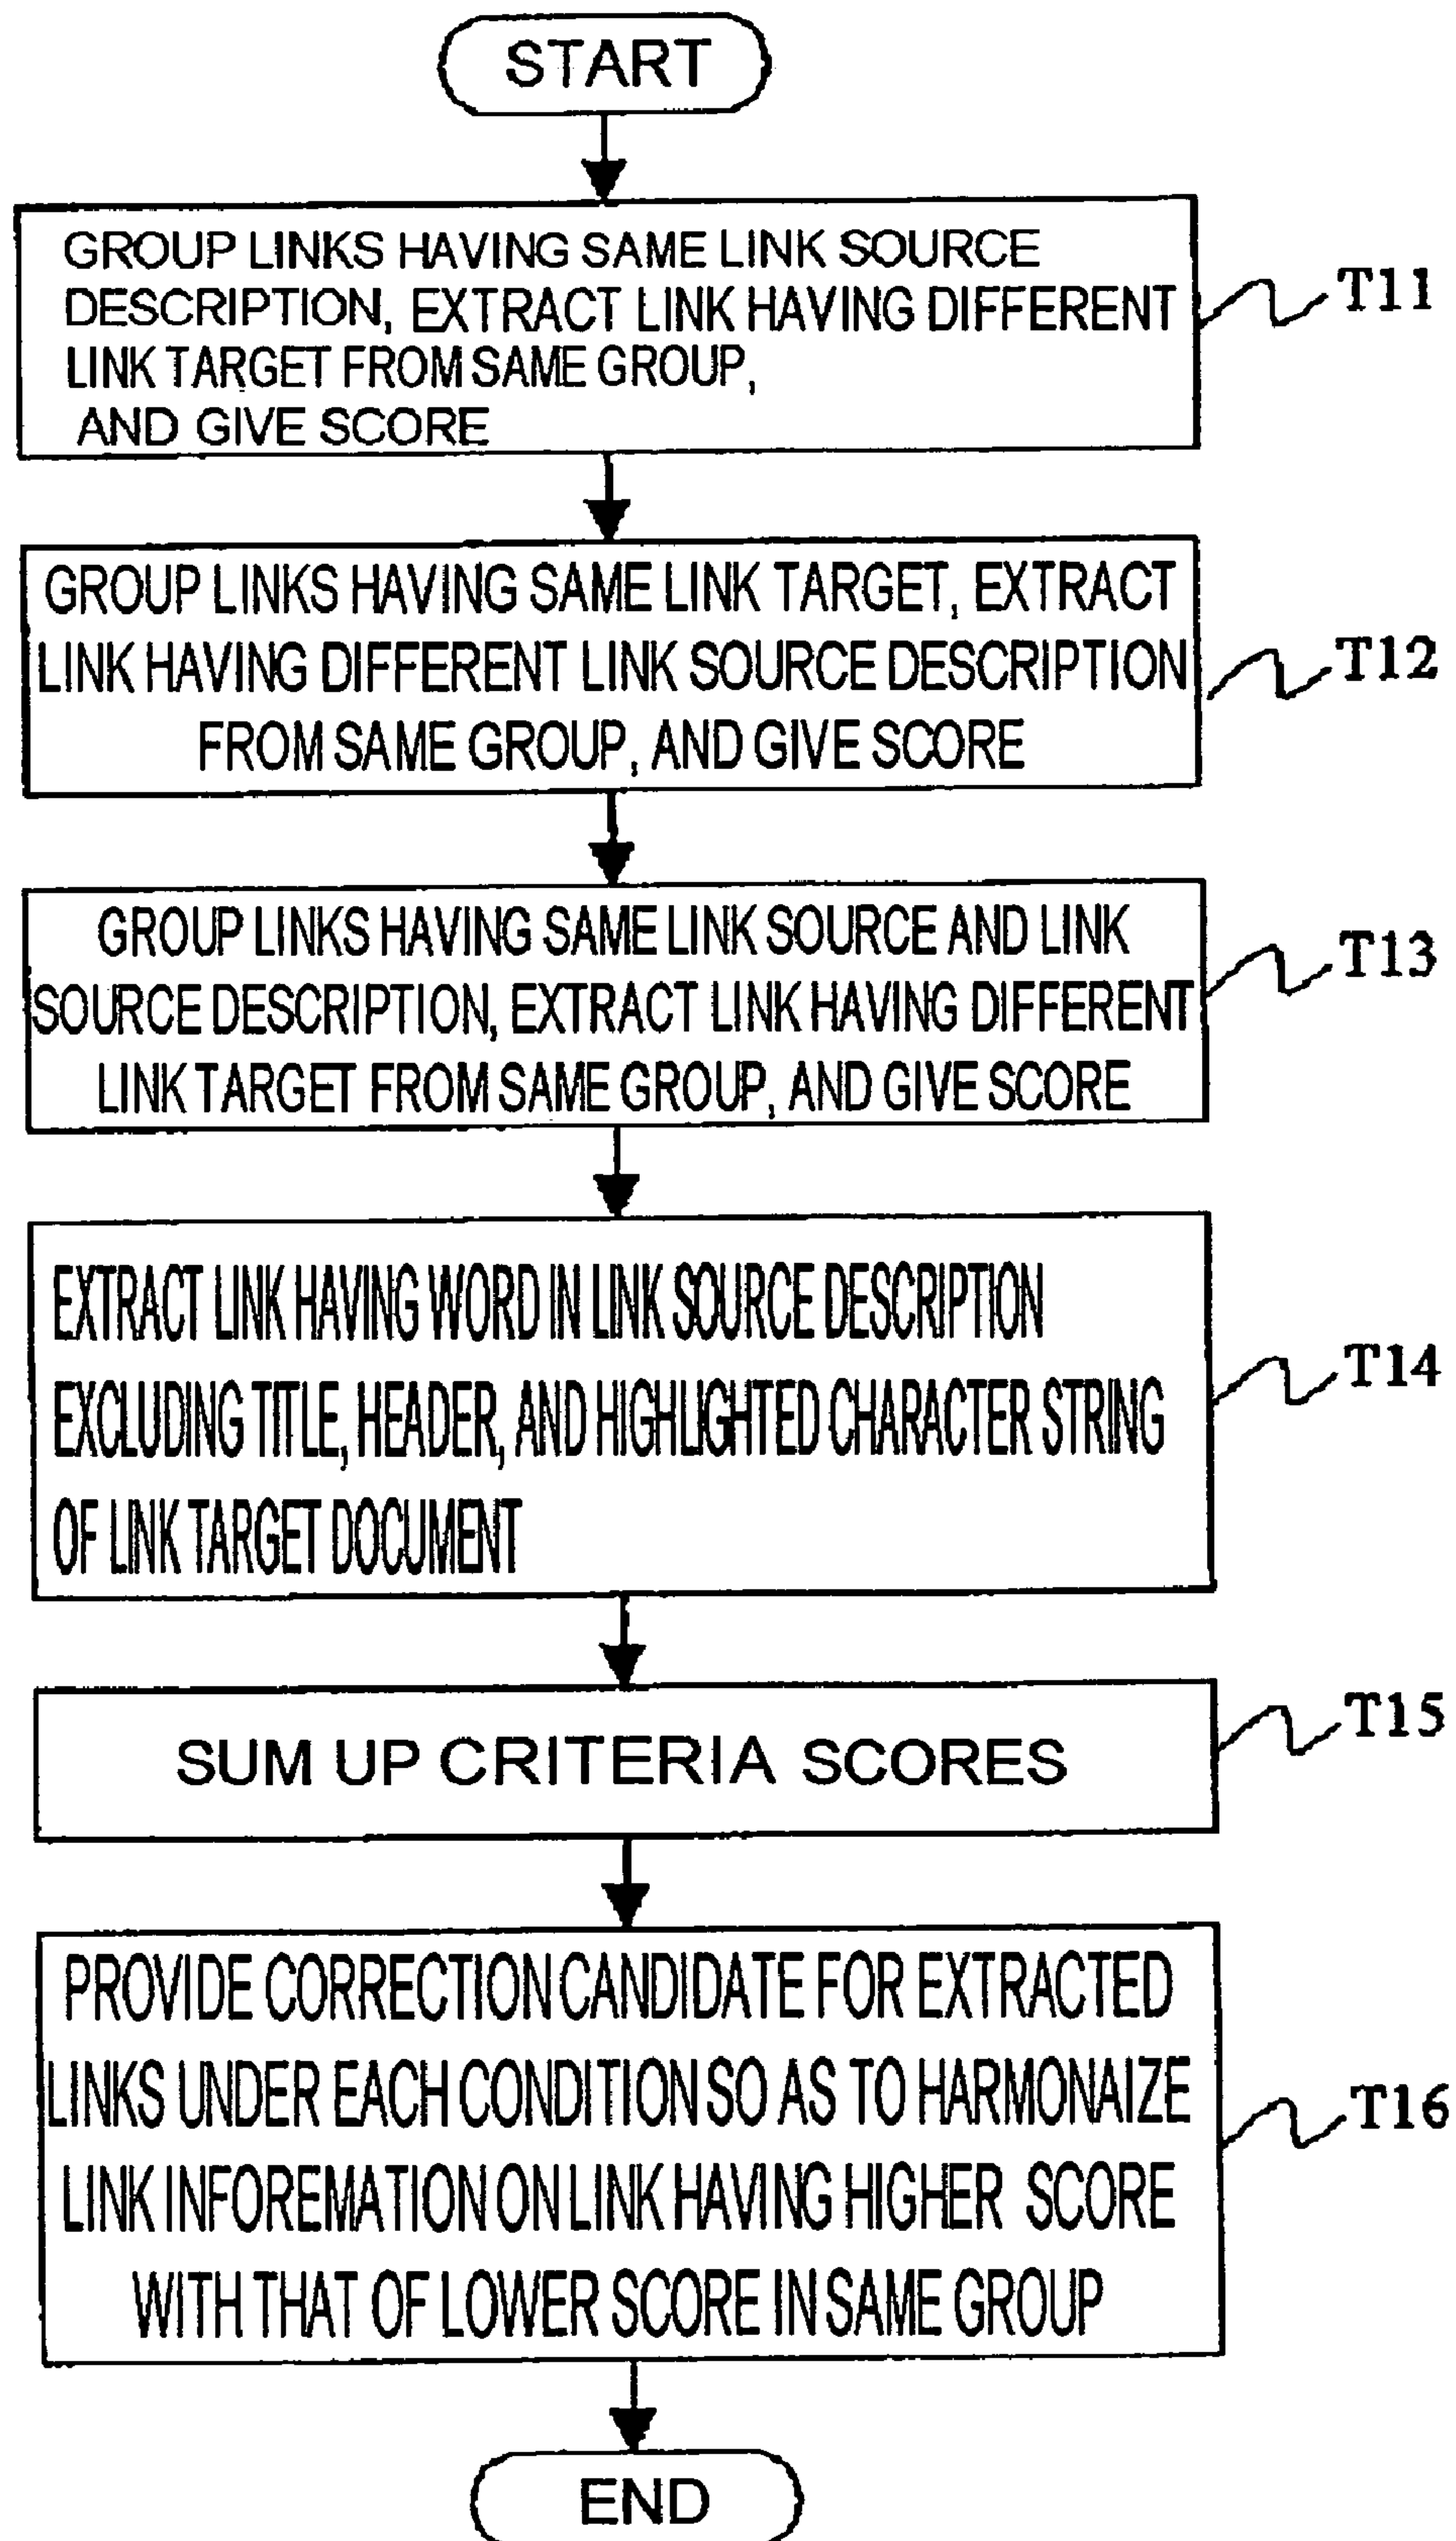 START
GROUP LINKS HAVING SAME LINK SOURCE
DESCRIPTION, EXTRACT LINK HAVING DIFFERENT
LINK TARGET FROM SAME GROUP,
AND GIVE SCORE
T11
GROUP LINKS HAVING SAME LINK TARGET, EXTRACT
LINK HAVING DIFFERENT LINK SOURCE DESCRIPTION
FROM SAME GROUP, AND GIVE SCORE
T12
GROUP LINKS HAVING SAME LINK SOURCE AND LINK
SOURCE DESCRIPTION, EXTRACT LINK HAVING DIFFERENT
LINK TARGET FROM SAME GROUP, AND GIVE SCORE
T13
EXTRACT LINK HAVING WORD IN LINK SOURCE DESCRIPTION
EXCLUDING TITLE, HEADER, AND HIGHLIGHTED CHARACTER STRING
OF LINK TARGET DOCUMENT
T14
SUM UP CRITERIA SCORES
T15
PROVIDE CORRECTION CANDIDATE FOR EXTRACTED
LINKS UNDER EACH CONDITION SO AS TO HARMONAIZE
LINK INFOREMATION ON LINK HAVING HIGHER SCORE
WITH THAT OF LOWER SCORE IN SAME GROUP
T16
END